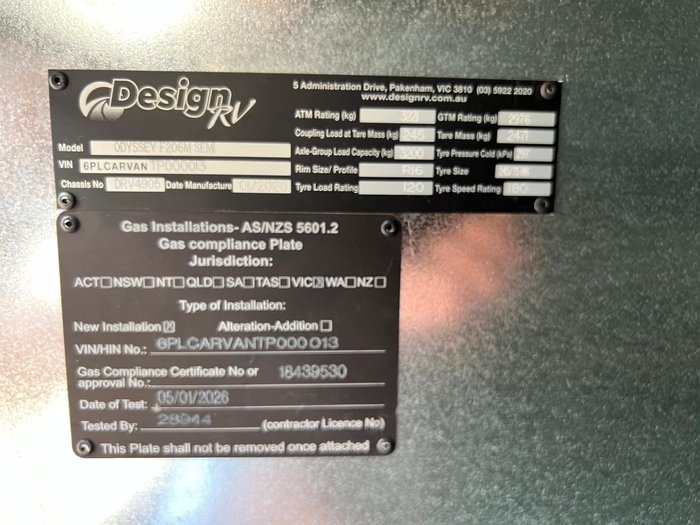 Design RV
5 Administration Drive, Pakenham, VIC 3810 (03) 5922 2020
www.designrv.com.au
Model ODYSSEY F206M SEMI
VIN 6PLCARVANTP000013
Chassis No DRV4905 Date Manufacture 01/2026
ATM Rating (kg) GTM Rating (kg) 2976
Coupling Load at Tare Mass (kg) 245 Tare Mass (kg) 2471
Axle-Group Load Capacity (kg) 3200 Tyre Pressure Cold (kPa)
Rim Size/ Profile R16 Tyre Size
Tyre Load Rating 120 Tyre Speed Rating 180
Gas Installations- AS/NZS 5601.2
Gas compliance Plate
Jurisdiction:
ACT□NSW□NT□QLD□SA□TAS□VIC☒WA□NZ□
Type of Installation:
New Installation☒ Alteration-Addition□
VIN/HIN No.: 6PLCARVANTP000013
Gas Compliance Certificate No or
approval No.: 18439530
Date of Test: 05/01/2026
Tested By: 28944 (contractor Licence No)
This Plate shall not be removed once attached